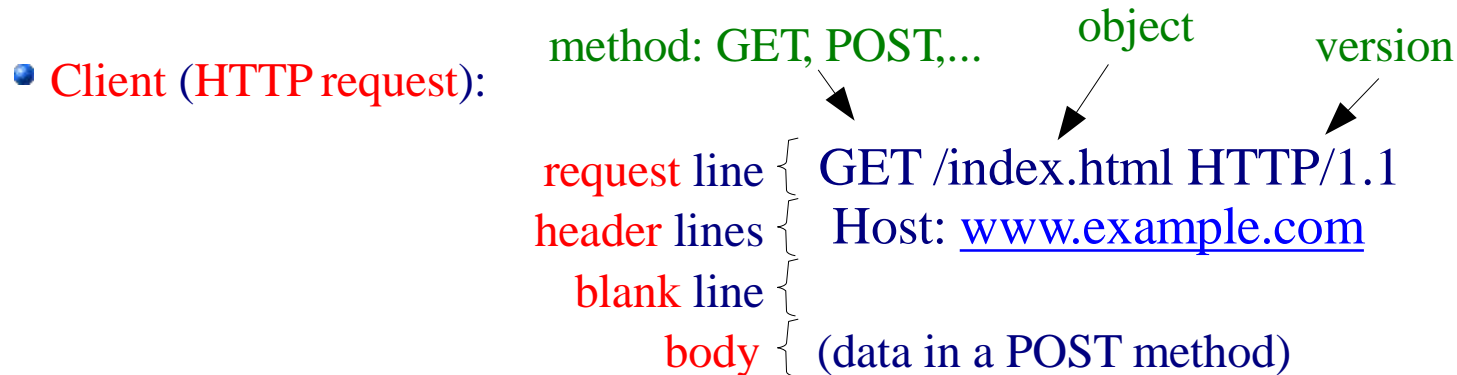 method: GET, POST,...
object
version
Client (HTTP request):
request line { GET /index.html HTTP/1.1
header lines { Host: www.example.com
blank line {
body { (data in a POST method)